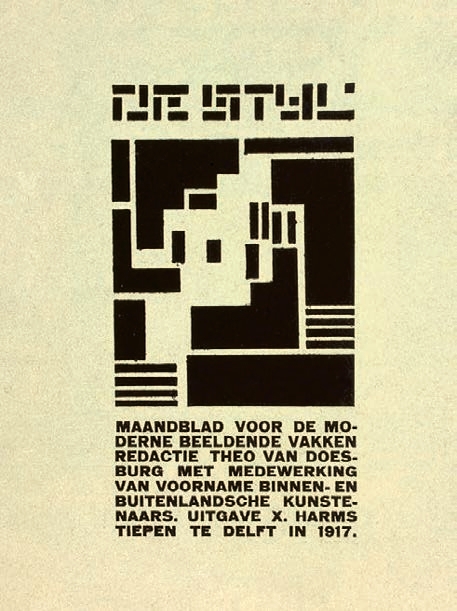 DE STYL
MAANDBLAD VOOR DE MO-
DERNE BEELDENDE VAKKEN
REDACTIE THEO VAN DOES-
BURG MET MEDEWERKING
VAN VOORNAME BINNEN- EN
BUITENLANDSCHE KUNSTE-
NAARS. UITGAVE X. HARMS
TIEPEN TE DELFT IN 1917.